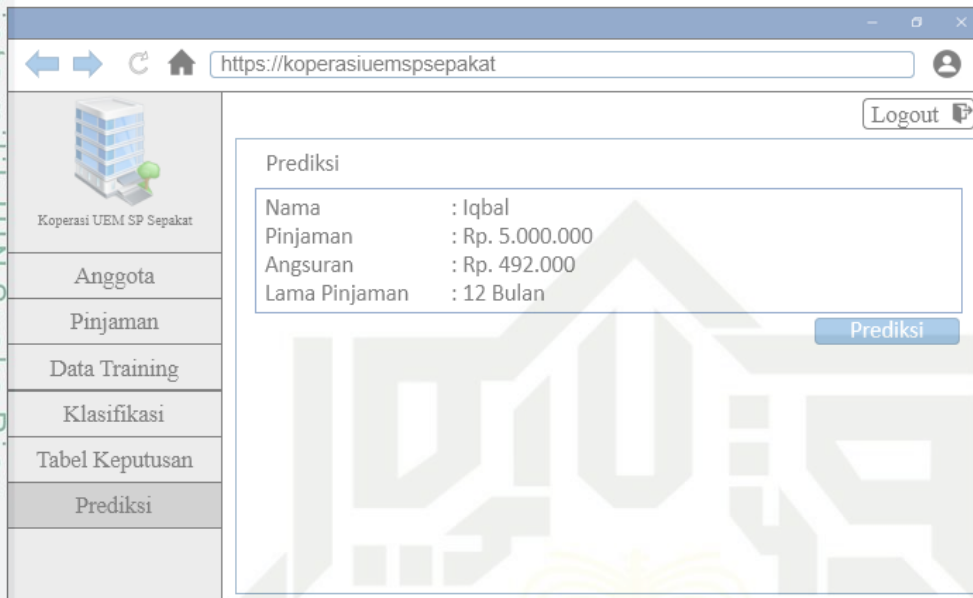 https://koperasiuemspsepakat
Logout
Koperasi UEM SP Sepakat
Anggota
Pinjaman
Data Training
Klasifikasi
Tabel Keputusan
Prediksi
Prediksi
Nama : Iqbal
Pinjaman : Rp. 5.000.000
Angsuran : Rp. 492.000
Lama Pinjaman : 12 Bulan
Prediksi